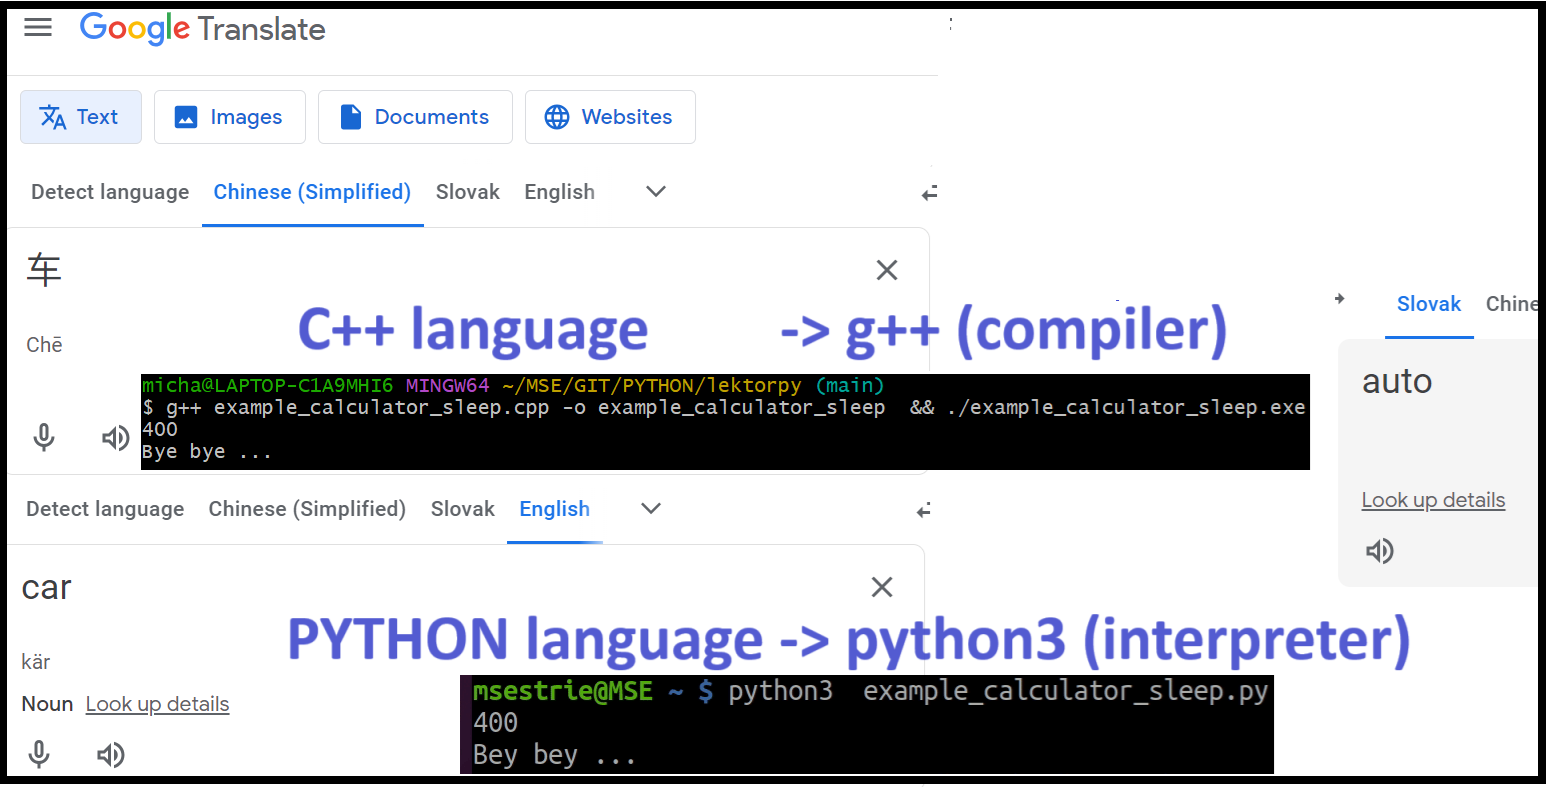 Google Translate
Text Images Documents Websites
Detect language Chinese (Simplified) Slovak English
车
Chē
C++ language -> g++ (compiler)
micha@LAPTOP-C1A9MHI6 MINGW64 ~/MSE/GIT/PYTHON/lektorpy (main)
$ g++ example_calculator_sleep.cpp -o example_calculator_sleep && ./example_calculator_sleep.exe
400
Bye bye ...
Slovak Chine
auto
Look up details
Detect language Chinese (Simplified) Slovak English
car
kär
Noun Look up details
PYTHON language -> python3 (interpreter)
msestrie@MSE ~ $ python3 example_calculator_sleep.py
400
Bey bey ...